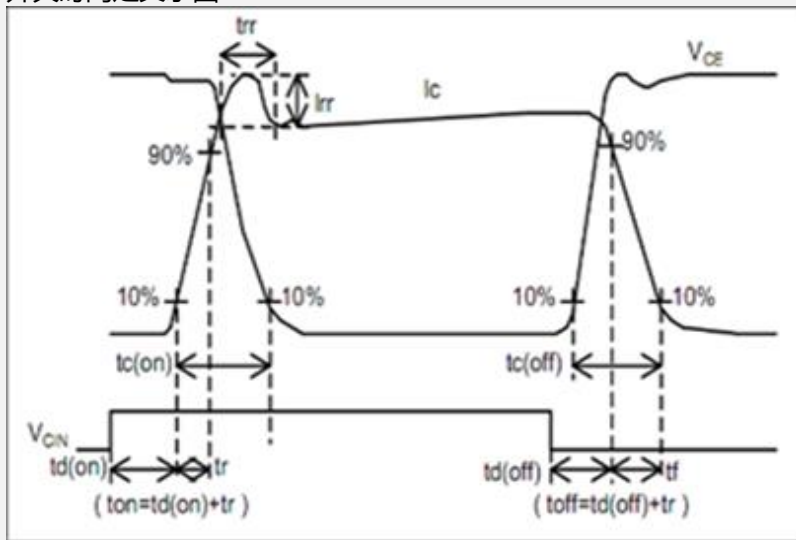 trr
VCE
Irr
Ic
90%
90%
10%
10%
10%
10%
tc(on)
tc(off)
VCIN
td(on)
tr
td(off)
tf
( ton=td(on)+tr )
( toff=td(off)+tr )